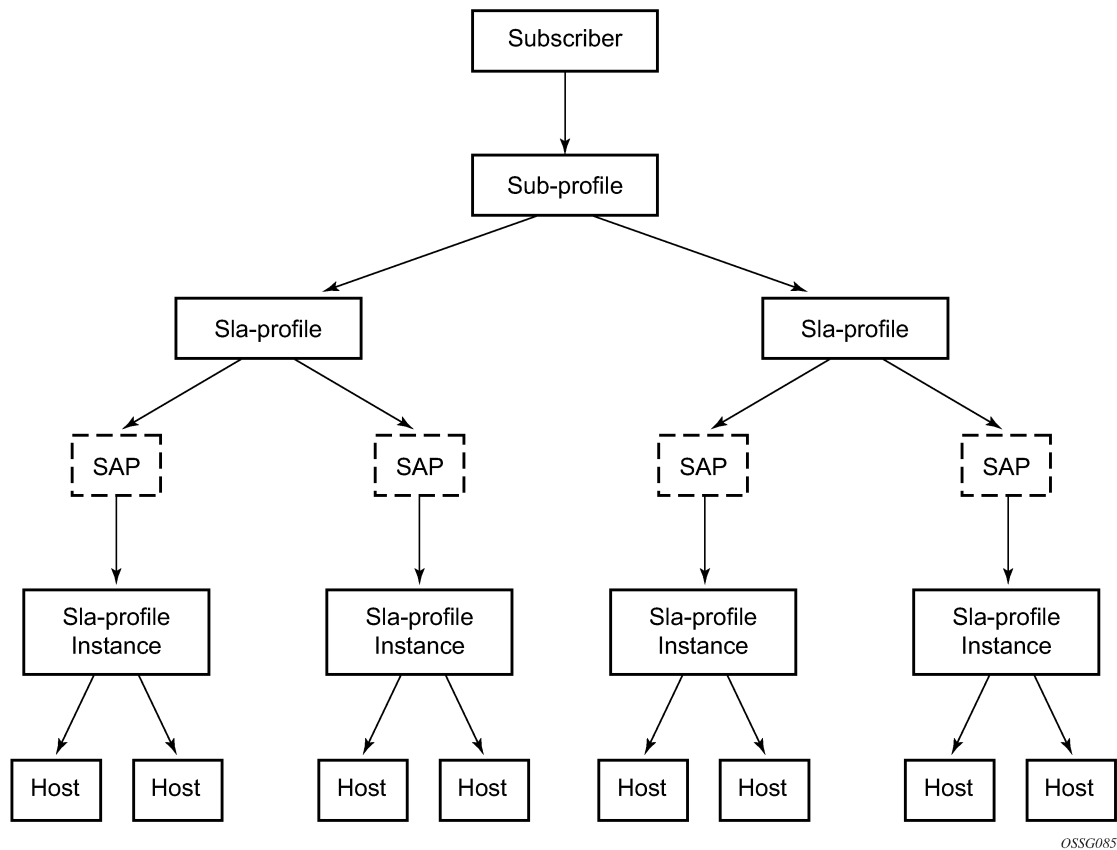 Subscriber
Sub-profile
Sla-profile
Sla-profile
SAP
SAP
SAP
SAP
Sla-profile
Instance
Sla-profile
Instance
Sla-profile
Instance
Sla-profile
Instance
Host
Host
Host
Host
Host
Host
Host
Host
OSSG085